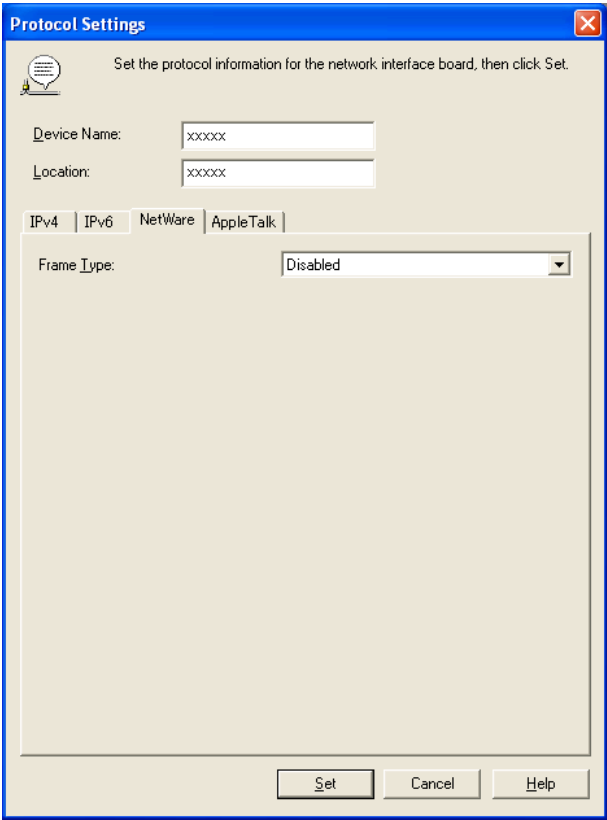 Protocol Settings
Set the protocol information for the network interface board, then click Set.
Device Name: xxxxx
Location: xxxxx
IPv4 IPv6 NetWare AppleTalk
Frame Type: Disabled
Set Cancel Help